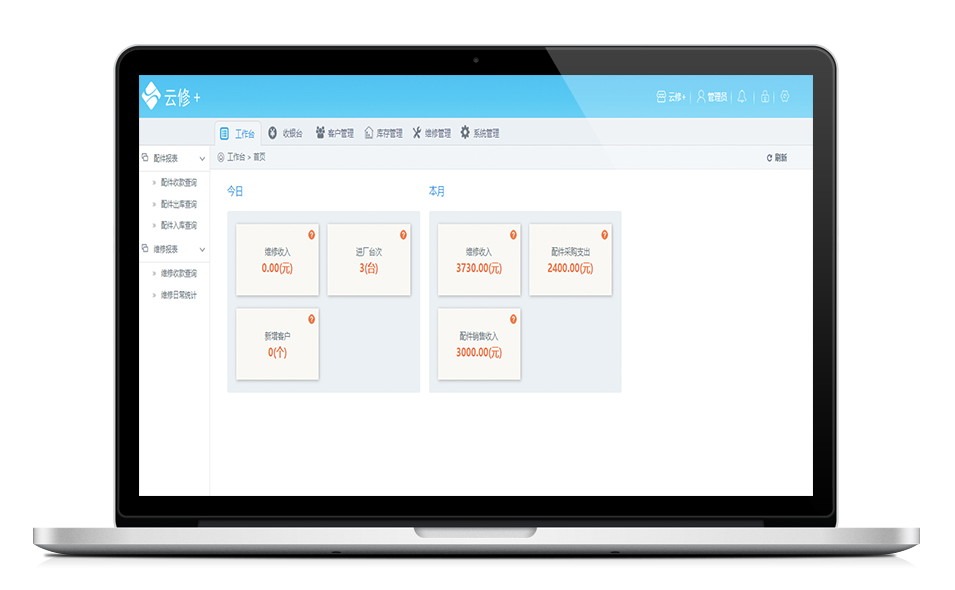 云修+
云修+ 管理员
工作台 收银台 客户管理 库存管理 维修管理 系统管理
工作台 > 首页 刷新
配件报表
配件收款查询
配件出库查询
配件入库查询
维修报表
维修收款查询
维修日常统计
今日
维修收入
0.00(元)
进厂台次
3(台)
新增客户
0(个)
本月
维修收入
3730.00(元)
配件采购支出
2400.00(元)
配件销售收入
3000.00(元)